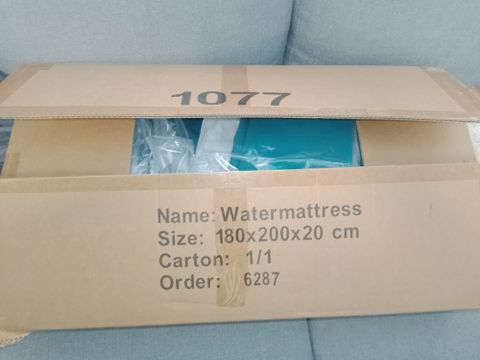 1077
Name: Watermattress
Size: 180x200x20 cm
Carton: 1/1
Order: 6287